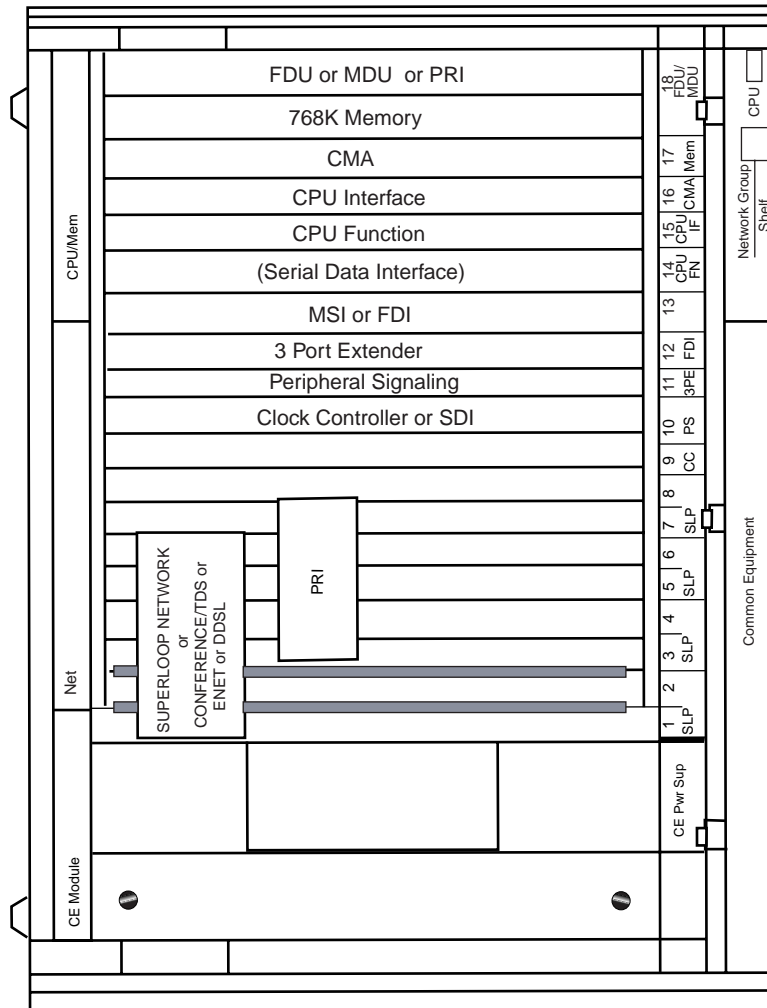 FDU or MDU or PRI
768K Memory
CMA
CPU Interface
CPU Function
(Serial Data Interface)
MSI or FDI
3 Port Extender
Peripheral Signaling
Clock Controller or SDI
PRI
SUPERLOOP NETWORK
or
CONFERENCE/TDS or
ENET or DDSL
CPU/Mem
Net
CE Module
18
FDU/
MDU
17
Mem
16
CMA
15
CPU
IF
14
CPU
FN
13
12
FDI
11
3PE
10
PS
9
CC
8
7
SLP
6
5
SLP
4
3
SLP
2
1
SLP
CE Pwr Sup
CPU
Network Group
Shelf
Common Equipment